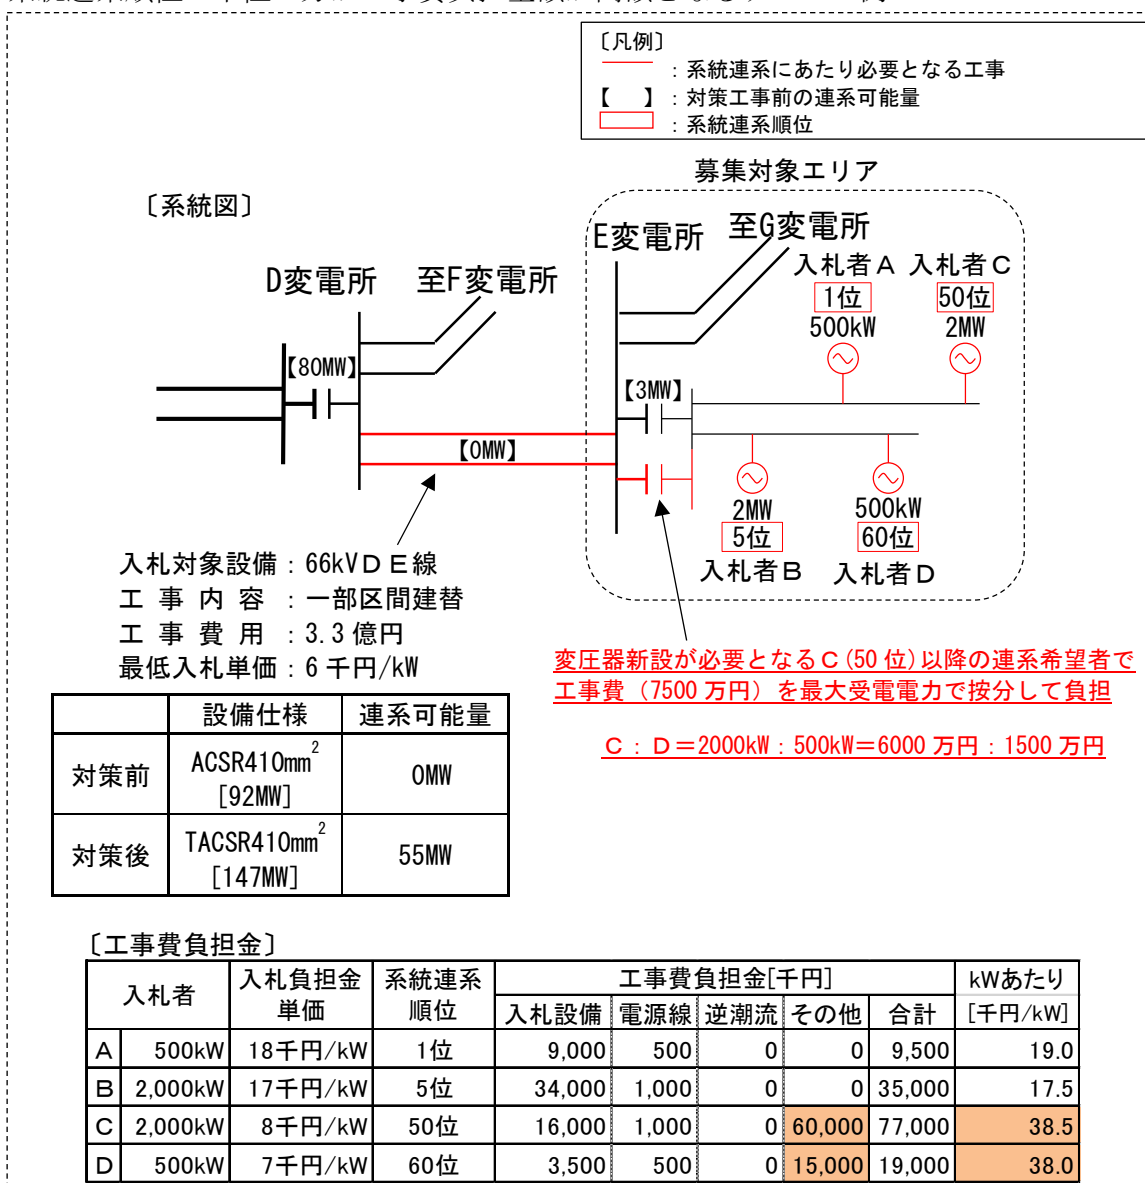 〔凡例〕
：系統連系にあたり必要となる工事
【　】：対策工事前の連系可能量
：系統連系順位
募集対象エリア
〔系統図〕
E変電所 至G変電所
D変電所 至F変電所
入札者Ａ 入札者Ｃ
1位 50位
500kW 2MW
【80MW】
【3MW】
【0MW】
2MW 500kW
5位 60位
入札者Ｂ 入札者Ｄ
入札対象設備：66kVＤＥ線
工事内容：一部区間建替
工事費用：3.3億円
最低入札単価：6千円/kW
変圧器新設が必要となるＣ(50位)以降の連系希望者で
工事費（7500万円）を最大受電電力で按分して負担
Ｃ：Ｄ＝2000kW：500kW＝6000万円：1500万円
設備仕様 連系可能量
対策前 ACSR410mm² [92MW] 0MW
対策後 TACSR410mm² [147MW] 55MW
〔工事費負担金〕
入札者 入札負担金単価 系統連系順位 工事費負担金[千円] kWあたり[千円/kW]
入札設備 電源線 逆潮流 その他 合計
Ａ 500kW 18千円/kW 1位 9,000 500 0 0 9,500 19.0
Ｂ 2,000kW 17千円/kW 5位 34,000 1,000 0 0 35,000 17.5
Ｃ 2,000kW 8千円/kW 50位 16,000 1,000 0 60,000 77,000 38.5
Ｄ 500kW 7千円/kW 60位 3,500 500 0 15,000 19,000 38.0